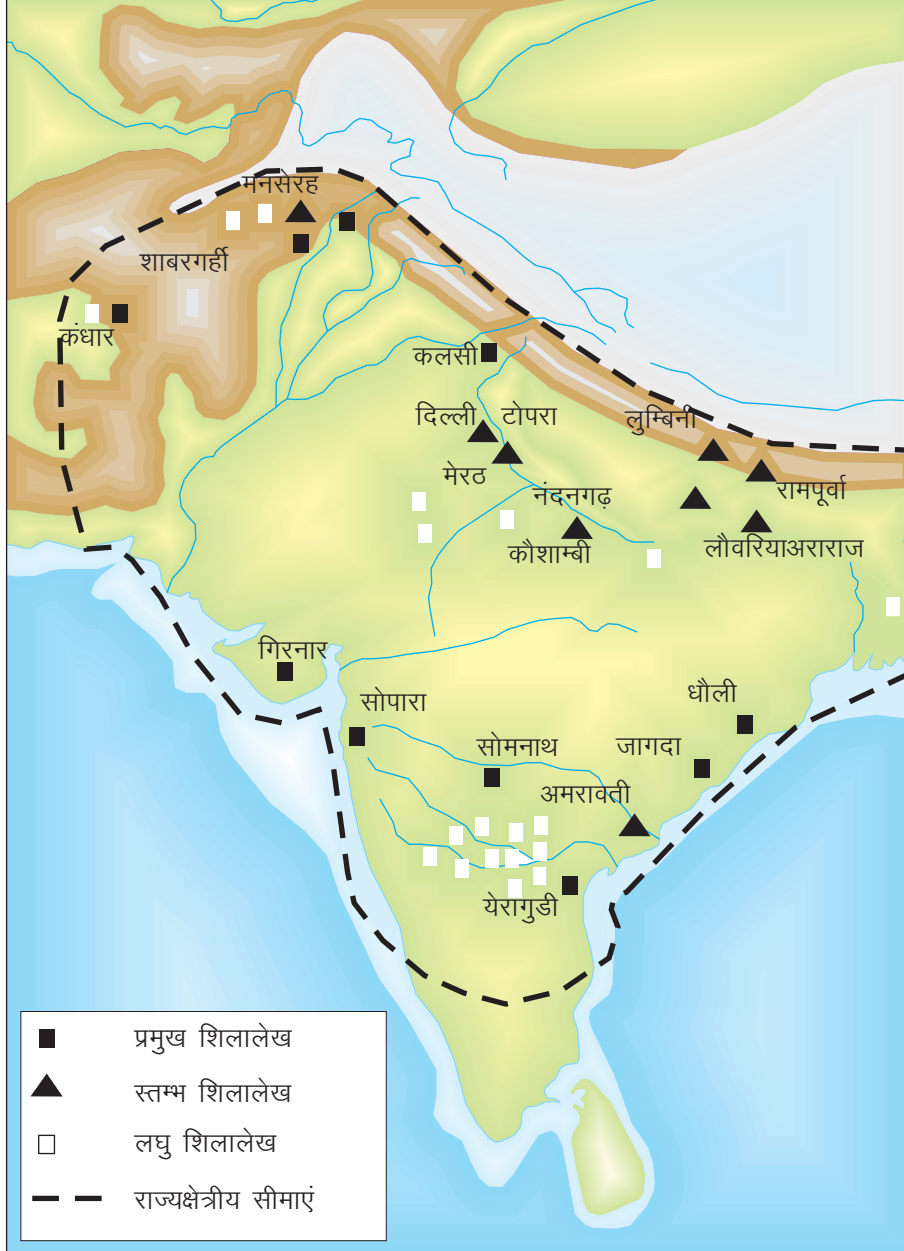 मनसेरह
शाबरगर्ही
कंधार
कलसी
दिल्ली टोपरा
लुम्बिनी
मेरठ
नंदनगढ़
रामपूर्वा
कौशाम्बी
लौवरियाअराराज
गिरनार
धौली
सोपारा
सोमनाथ
जागदा
अमरावती
येरागुडी
प्रमुख शिलालेख
स्तम्भ शिलालेख
लघु शिलालेख
राज्यक्षेत्रीय सीमाएं